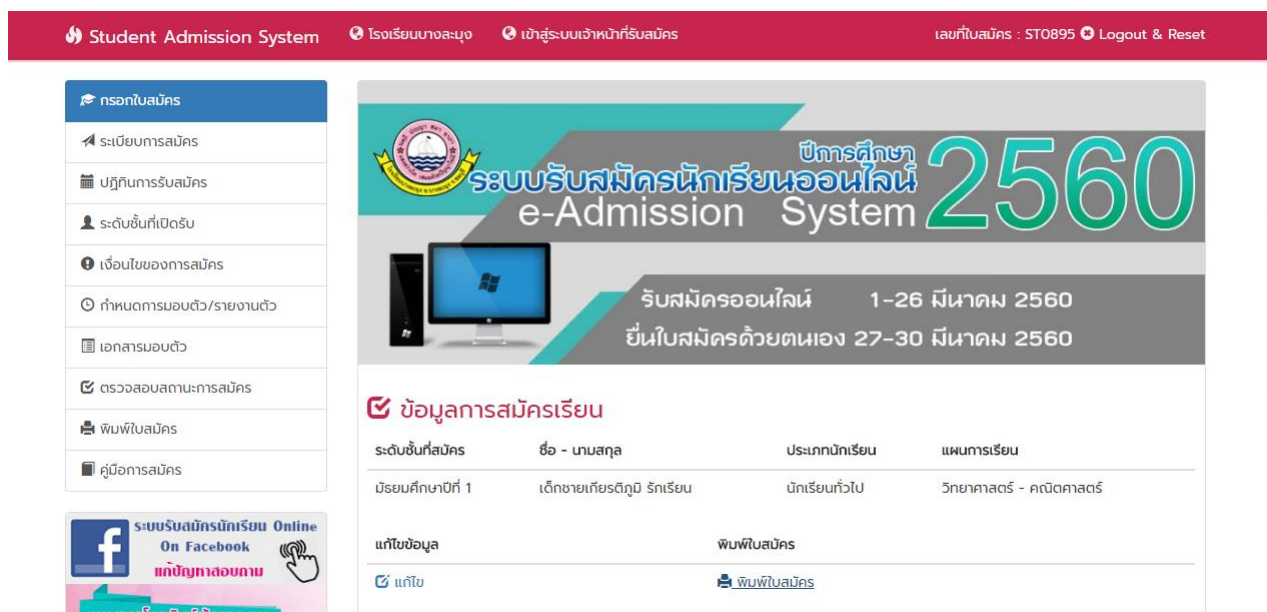 Student Admission System โรงเรียนบางละมุง เข้าสู่ระบบเจ้าหน้าที่รับสมัคร เลขที่ใบสมัคร : ST0895 Logout & Reset
กรอกใบสมัคร
ระเบียบการสมัคร
ปฏิทินการรับสมัคร
ระดับชั้นที่เปิดรับ
เงื่อนไขของการสมัคร
กำหนดการมอบตัว/รายงานตัว
เอกสารมอบตัว
ตรวจสอบสถานะการสมัคร
พิมพ์ใบสมัคร
คู่มือการสมัคร
ระบบรับสมัครนักเรียน Online
On Facebook
แก้ปัญหาสอบถาม
ปีการศึกษา
ระบบรับสมัครนักเรียนออนไลน์ 2560
e-Admission System
รับสมัครออนไลน์ 1-26 มีนาคม 2560
ยื่นใบสมัครด้วยตนเอง 27-30 มีนาคม 2560
ข้อมูลการสมัครเรียน
ระดับชั้นที่สมัคร ชื่อ - นามสกุล ประเภทนักเรียน แผนการเรียน
มัธยมศึกษาปีที่ 1 เด็กชายเกียรติภูมิ รักเรียน นักเรียนทั่วไป วิทยาศาสตร์ - คณิตศาสตร์
แก้ไขข้อมูล พิมพ์ใบสมัคร
แก้ไข พิมพ์ใบสมัคร